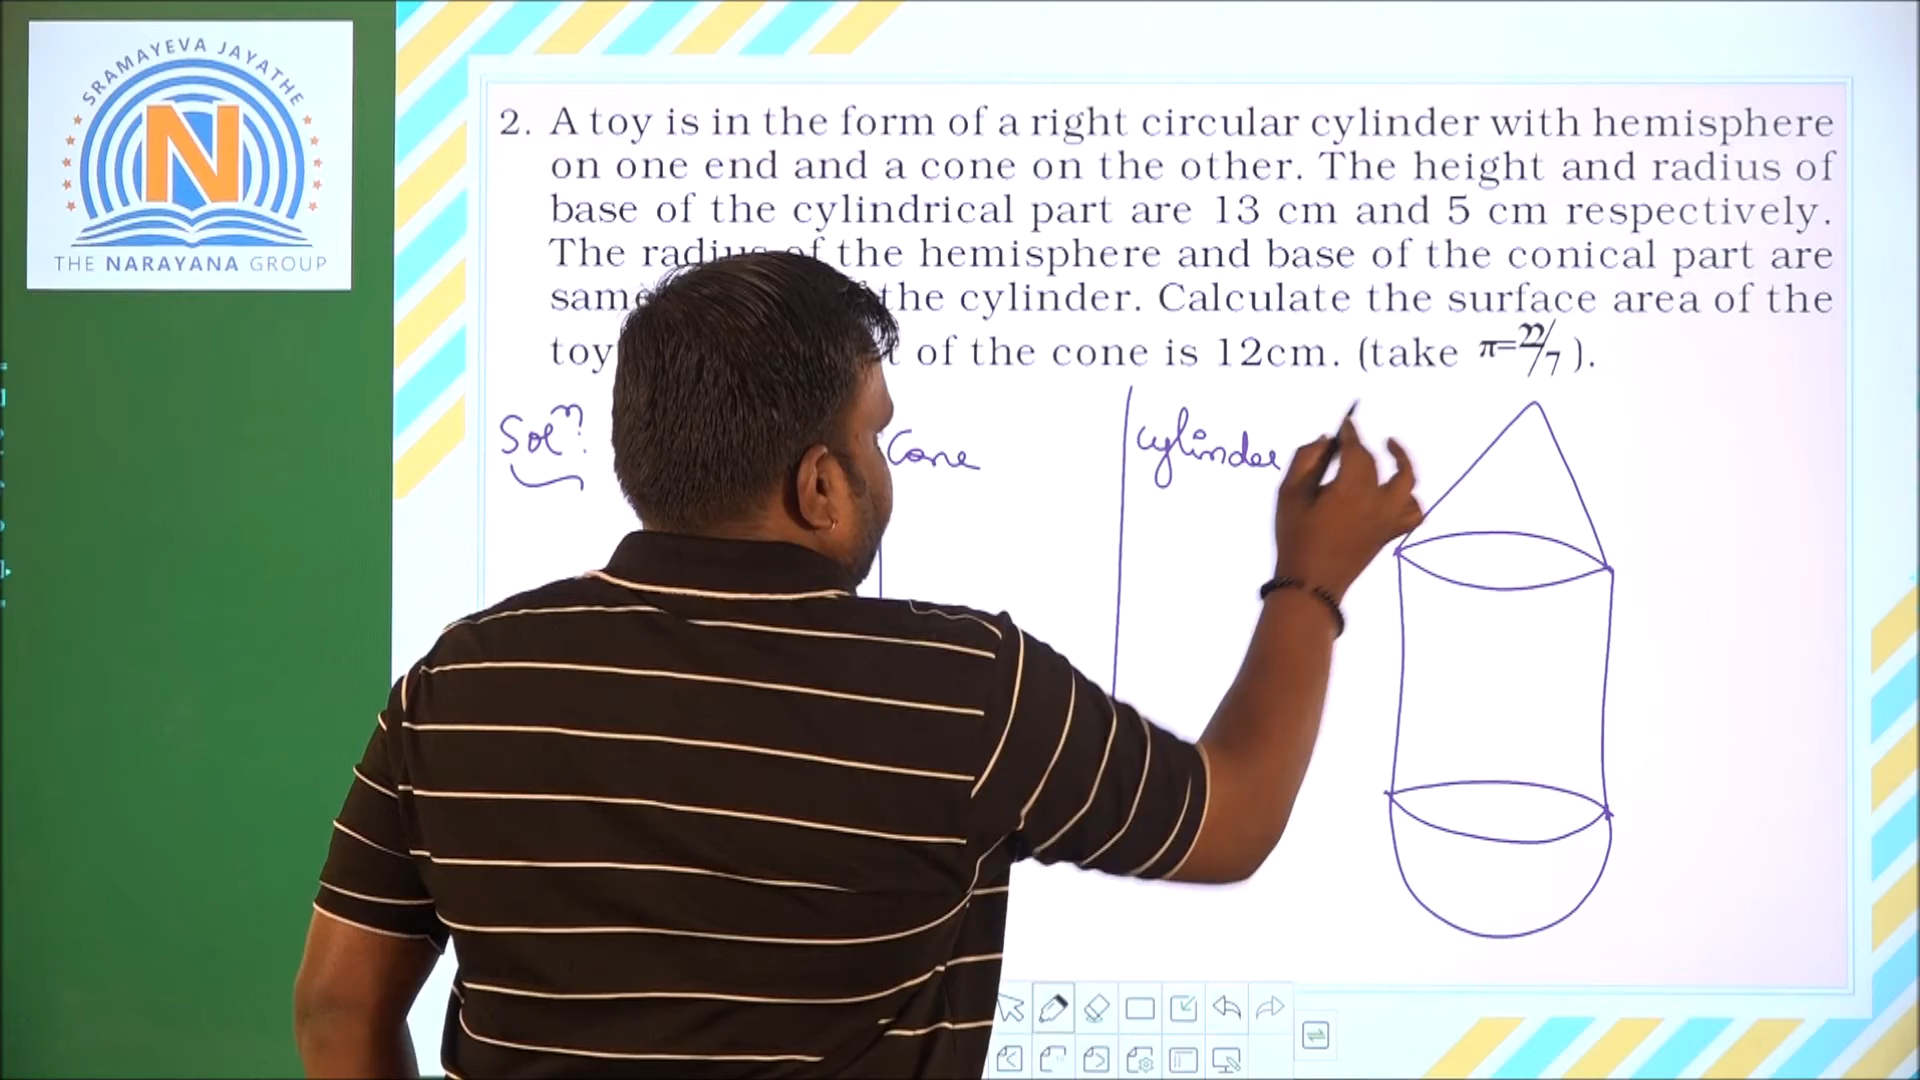 SRAMAYEVA JAYATHE
N
THE NARAYANA GROUP
2. A toy is in the form of a right circular cylinder with hemisphere
on one end and a cone on the other. The height and radius of
base of the cylindrical part are 13 cm and 5 cm respectively.
The radius of the hemisphere and base of the conical part are
same the cylinder. Calculate the surface area of the
toy of the cone is 12cm. (take π=22/7).
Solⁿ:
Cone
cylinder